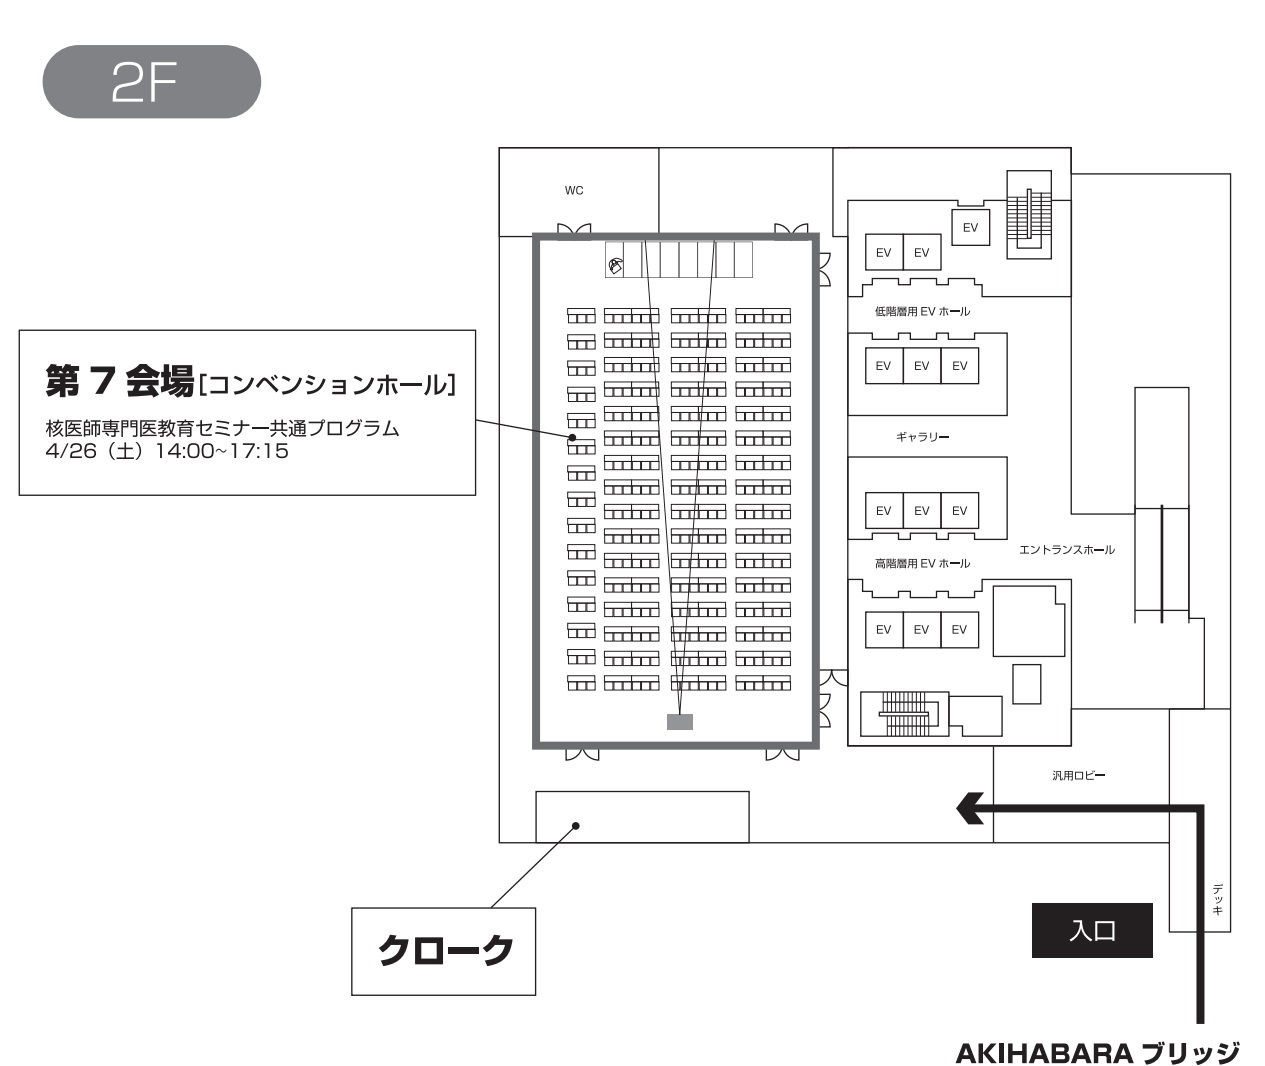 2F
WC
EV
EV EV
低階層用 EV ホール
EV EV EV
第 7 会場[コンベンションホール]
核医師専門医教育セミナー共通プログラム
4/26（土）14:00~17:15
ギャラリー
EV EV EV
エントランスホール
高階層用 EV ホール
EV EV EV
汎用ロビー
デッキ
入口
クローク
AKIHABARA ブリッジ